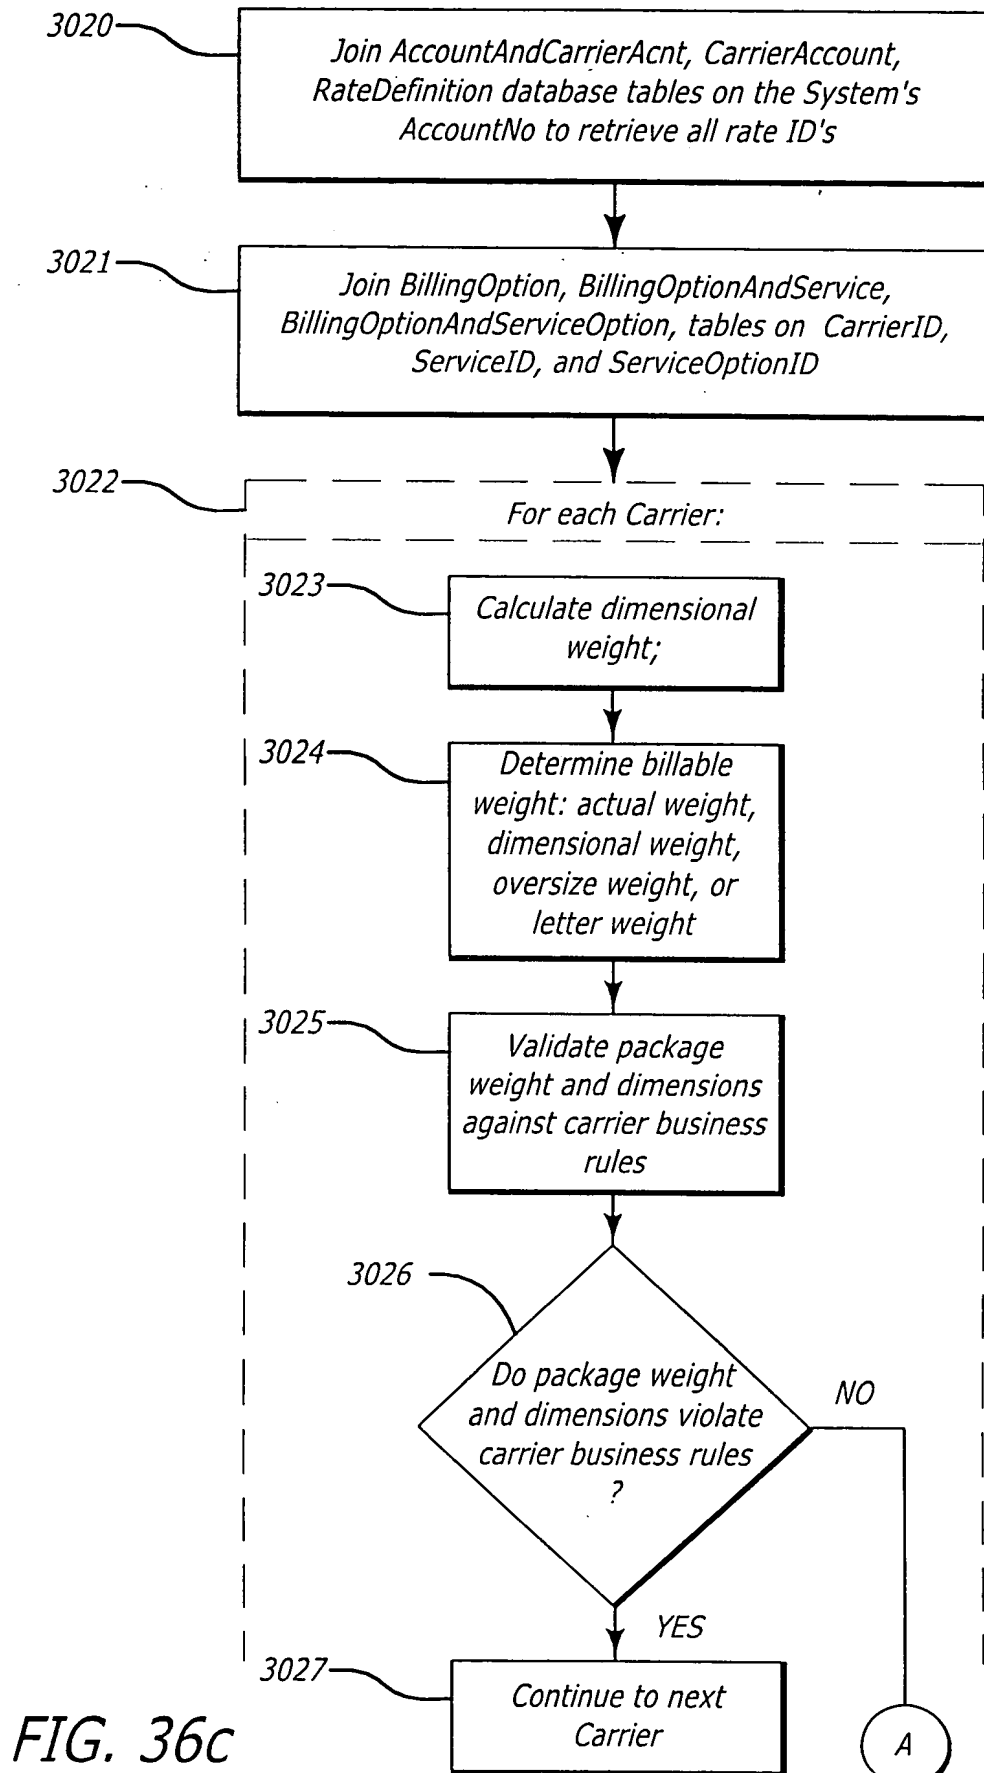 3020
Join AccountAndCarrierAcnt, CarrierAccount,
RateDefinition database tables on the System's
AccountNo to retrieve all rate ID's
3021
Join BillingOption, BillingOptionAndService,
BillingOptionAndServiceOption, tables on CarrierID,
ServiceID, and ServiceOptionID
3022
For each Carrier:
3023
Calculate dimensional
weight;
3024
Determine billable
weight: actual weight,
dimensional weight,
oversize weight, or
letter weight
3025
Validate package
weight and dimensions
against carrier business
rules
3026
Do package weight
and dimensions violate
carrier business rules
?
NO
YES
3027
Continue to next
Carrier
A
FIG. 36c